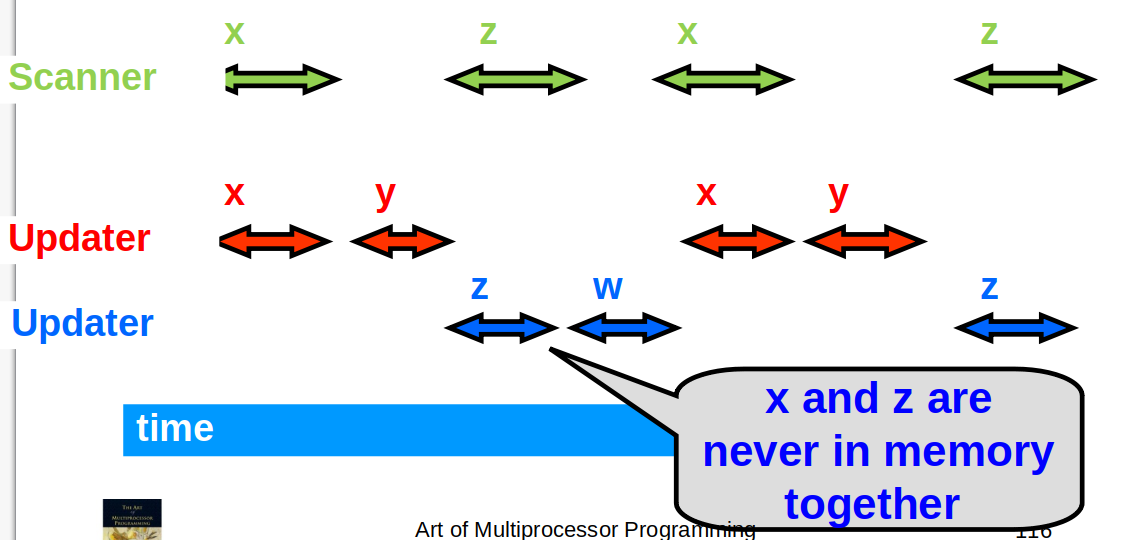 x z x z
Scanner
x y x y
Updater
z w z
Updater
time
x and z are
never in memory
together
THE ART
OF
MULTIPROCESSOR
PROGRAMMING
Art of Multiprocessor Programming
116